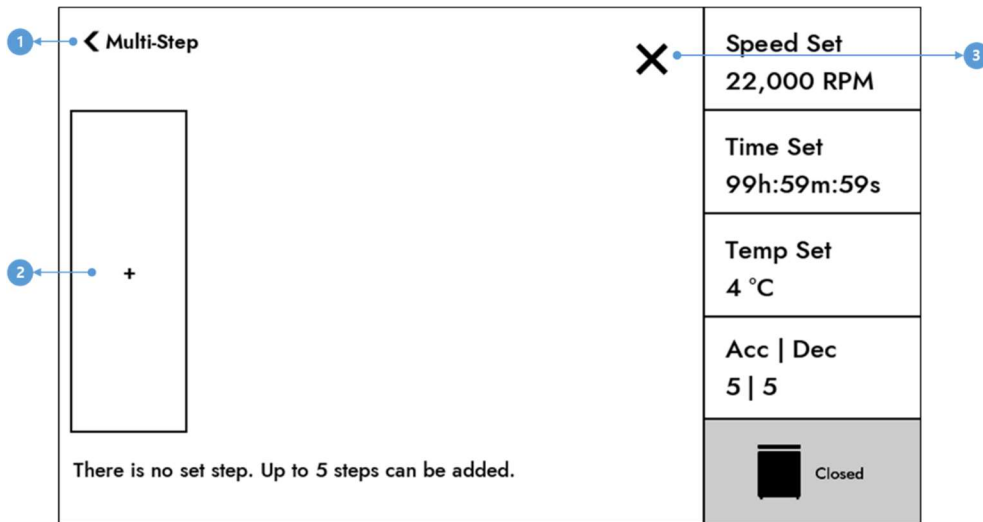 1
Multi-Step
3
Speed Set
22,000 RPM
Time Set
99h:59m:59s
2
+
Temp Set
4 °C
Acc | Dec
5 | 5
There is no set step. Up to 5 steps can be added.
Closed